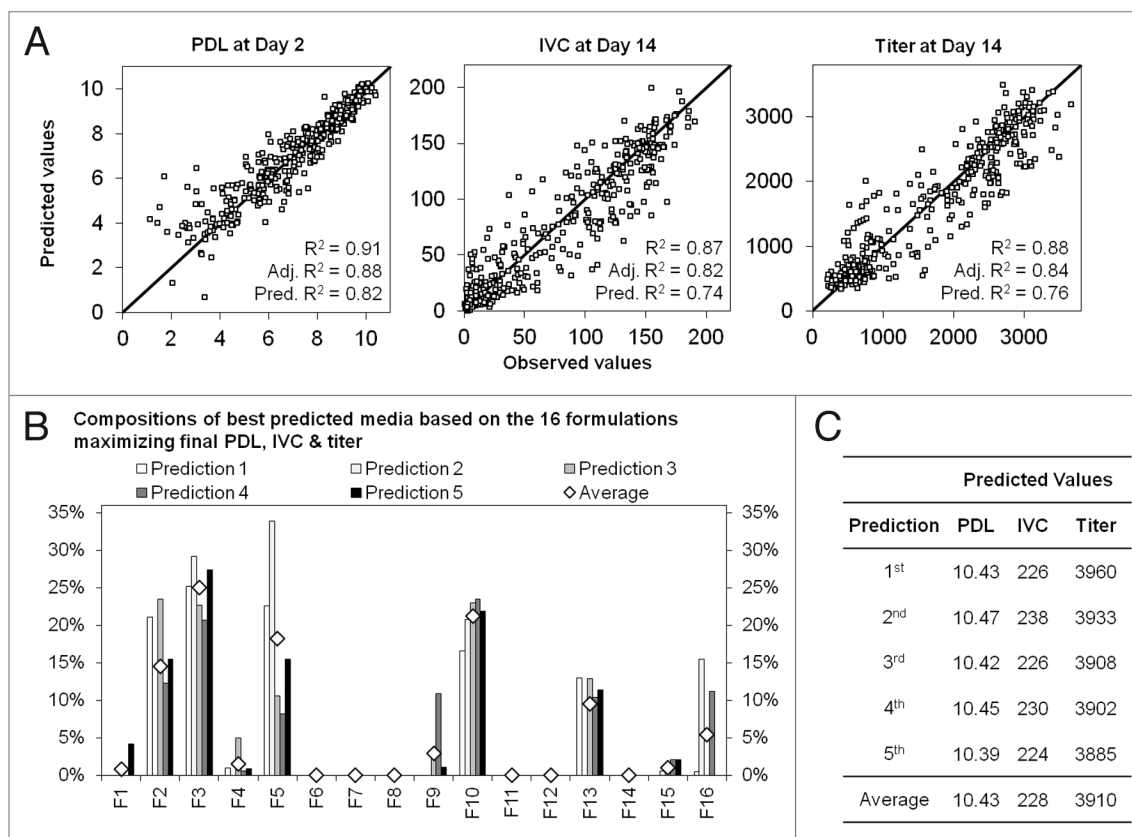 A
PDL at Day 2
IVC at Day 14
Titer at Day 14
Predicted values
10
8
6
4
2
0
0 2 4 6 8 10
R² = 0.91
Adj. R² = 0.88
Pred. R² = 0.82
200
150
100
50
0
0 50 100 150 200
R² = 0.87
Adj. R² = 0.82
Pred. R² = 0.74
3000
2000
1000
0
0 1000 2000 3000
R² = 0.88
Adj. R² = 0.84
Pred. R² = 0.76
Observed values
B
Compositions of best predicted media based on the 16 formulations
maximizing final PDL, IVC & titer
Prediction 1 Prediction 2 Prediction 3
Prediction 4 Prediction 5 Average
35% 35%
30% 30%
25% 25%
20% 20%
15% 15%
10% 10%
5% 5%
0% 0%
F1 F2 F3 F4 F5 F6 F7 F8 F9 F10 F11 F12 F13 F14 F15 F16
C
Predicted Values
Prediction PDL IVC Titer
1st 10.43 226 3960
2nd 10.47 238 3933
3rd 10.42 226 3908
4th 10.45 230 3902
5th 10.39 224 3885
Average 10.43 228 3910